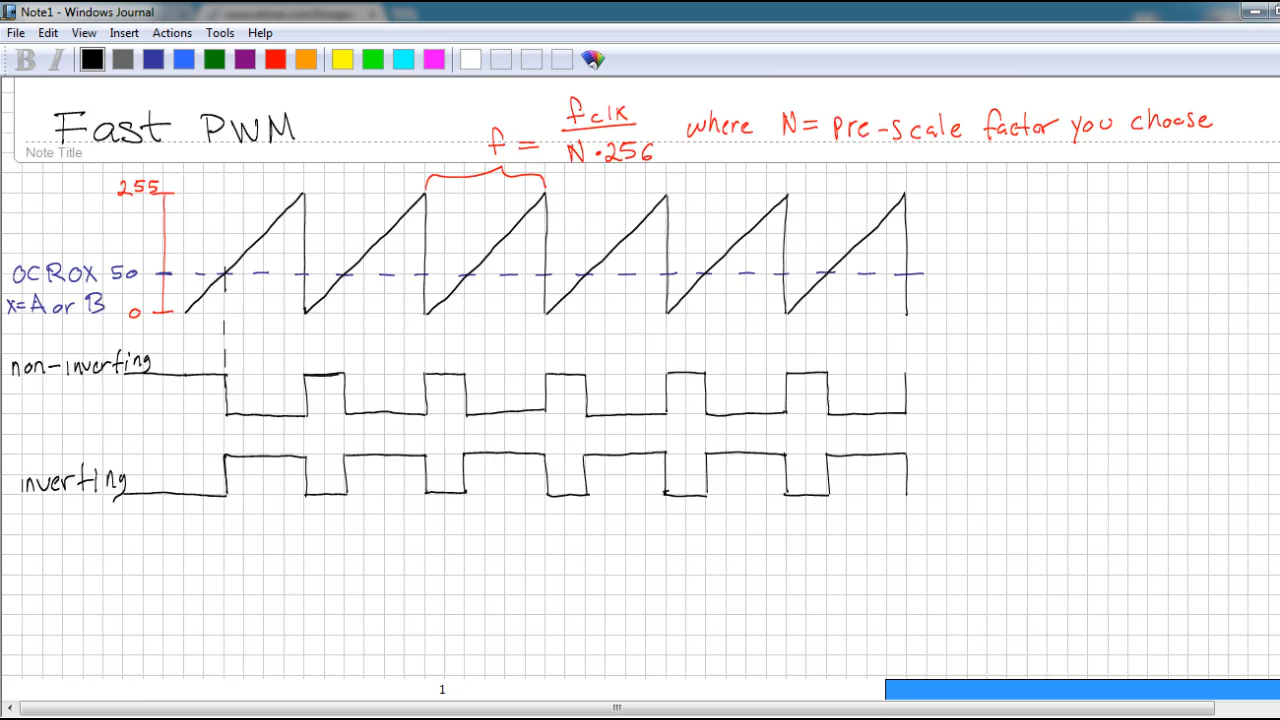 Note1 - Windows Journal
File Edit View Insert Actions Tools Help
B I
Fast PWM
f = fclk / N·256 where N = pre-scale factor you choose
Note Title
255
OCROX 50
x=A or B
0
non-inverting
inverting
1